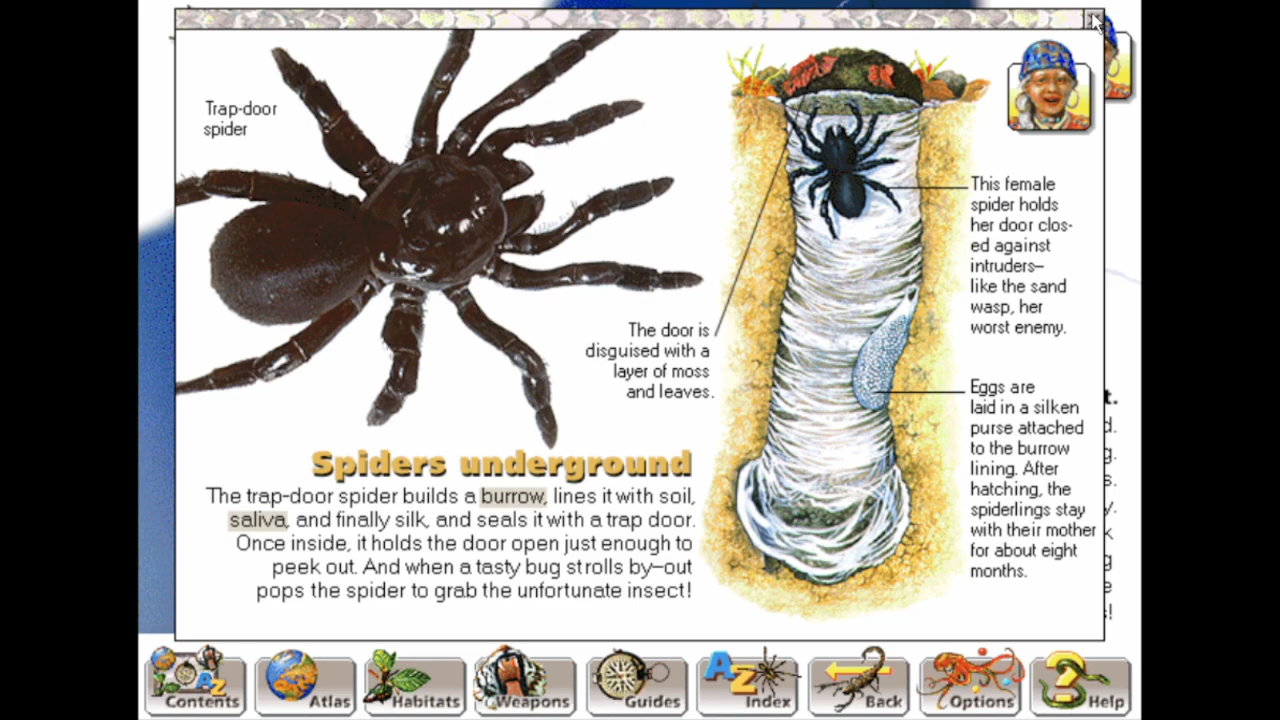 Trap-door
spider
The door is
disguised with a
layer of moss
and leaves.
This female
spider holds
her door clos-
ed against
intruders–
like the sand
wasp, her
worst enemy.
Eggs are
laid in a silken
purse attached
to the burrow
lining. After
hatching, the
spiderlings stay
with their mother
for about eight
months.
Spiders underground
The trap-door spider builds a burrow, lines it with soil,
saliva, and finally silk, and seals it with a trap door.
Once inside, it holds the door open just enough to
peek out. And when a tasty bug strolls by–out
pops the spider to grab the unfortunate insect!
Contents
Atlas
Habitats
Weapons
Guides
AZ Index
Back
Options
? Help